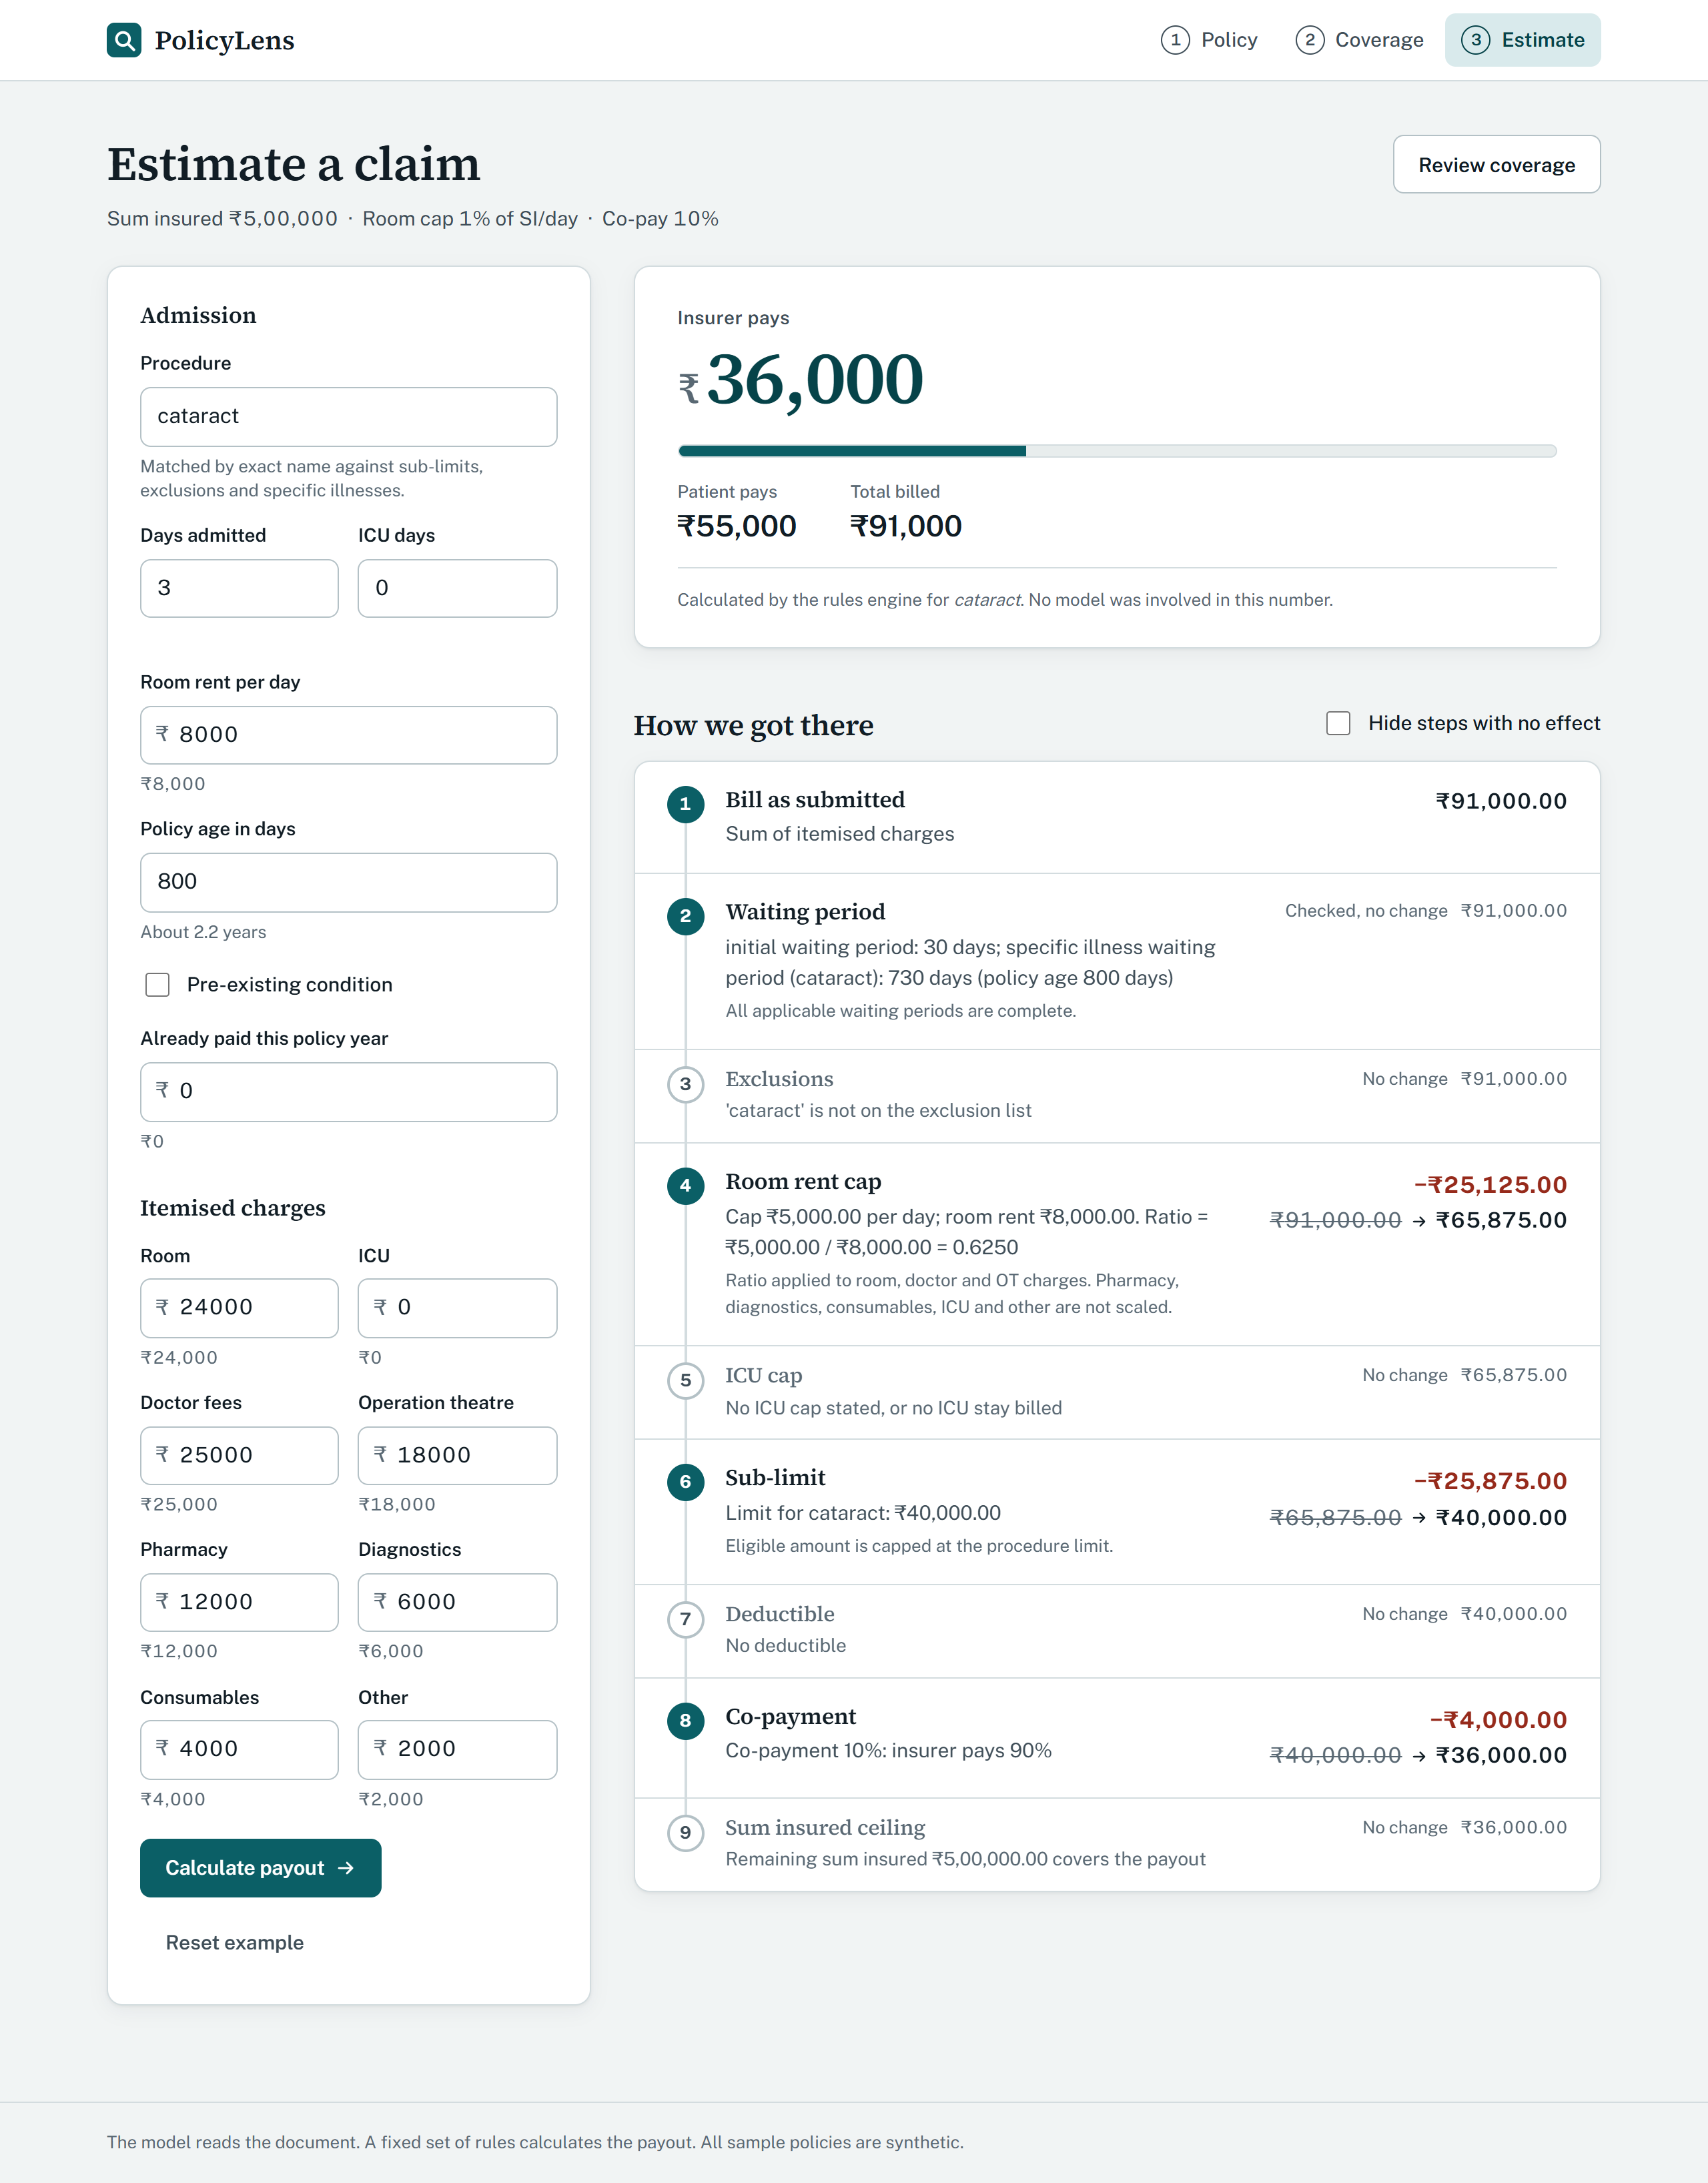 PolicyLens
1 Policy
2 Coverage
3 Estimate
Estimate a claim
Review coverage
Sum insured ₹5,00,000 · Room cap 1% of SI/day · Co-pay 10%
Admission
Procedure
cataract
Matched by exact name against sub-limits,
exclusions and specific illnesses.
Days admitted
ICU days
3
0
Room rent per day
₹ 8000
₹8,000
Policy age in days
800
About 2.2 years
Pre-existing condition
Already paid this policy year
₹ 0
₹0
Itemised charges
Room
ICU
₹ 24000
₹ 0
₹24,000
₹0
Doctor fees
Operation theatre
₹ 25000
₹ 18000
₹25,000
₹18,000
Pharmacy
Diagnostics
₹ 12000
₹ 6000
₹12,000
₹6,000
Consumables
Other
₹ 4000
₹ 2000
₹4,000
₹2,000
Calculate payout →
Reset example
Insurer pays
₹36,000
Patient pays
Total billed
₹55,000
₹91,000
Calculated by the rules engine for cataract. No model was involved in this number.
How we got there
Hide steps with no effect
1 Bill as submitted
₹91,000.00
Sum of itemised charges
2 Waiting period
Checked, no change ₹91,000.00
initial waiting period: 30 days; specific illness waiting
period (cataract): 730 days (policy age 800 days)
All applicable waiting periods are complete.
3 Exclusions
No change ₹91,000.00
'cataract' is not on the exclusion list
4 Room rent cap
−₹25,125.00
Cap ₹5,000.00 per day; room rent ₹8,000.00. Ratio =
₹91,000.00 → ₹65,875.00
₹5,000.00 / ₹8,000.00 = 0.6250
Ratio applied to room, doctor and OT charges. Pharmacy,
diagnostics, consumables, ICU and other are not scaled.
5 ICU cap
No change ₹65,875.00
No ICU cap stated, or no ICU stay billed
6 Sub-limit
−₹25,875.00
Limit for cataract: ₹40,000.00
₹65,875.00 → ₹40,000.00
Eligible amount is capped at the procedure limit.
7 Deductible
No change ₹40,000.00
No deductible
8 Co-payment
−₹4,000.00
Co-payment 10%: insurer pays 90%
₹40,000.00 → ₹36,000.00
9 Sum insured ceiling
No change ₹36,000.00
Remaining sum insured ₹5,00,000.00 covers the payout
The model reads the document. A fixed set of rules calculates the payout. All sample policies are synthetic.